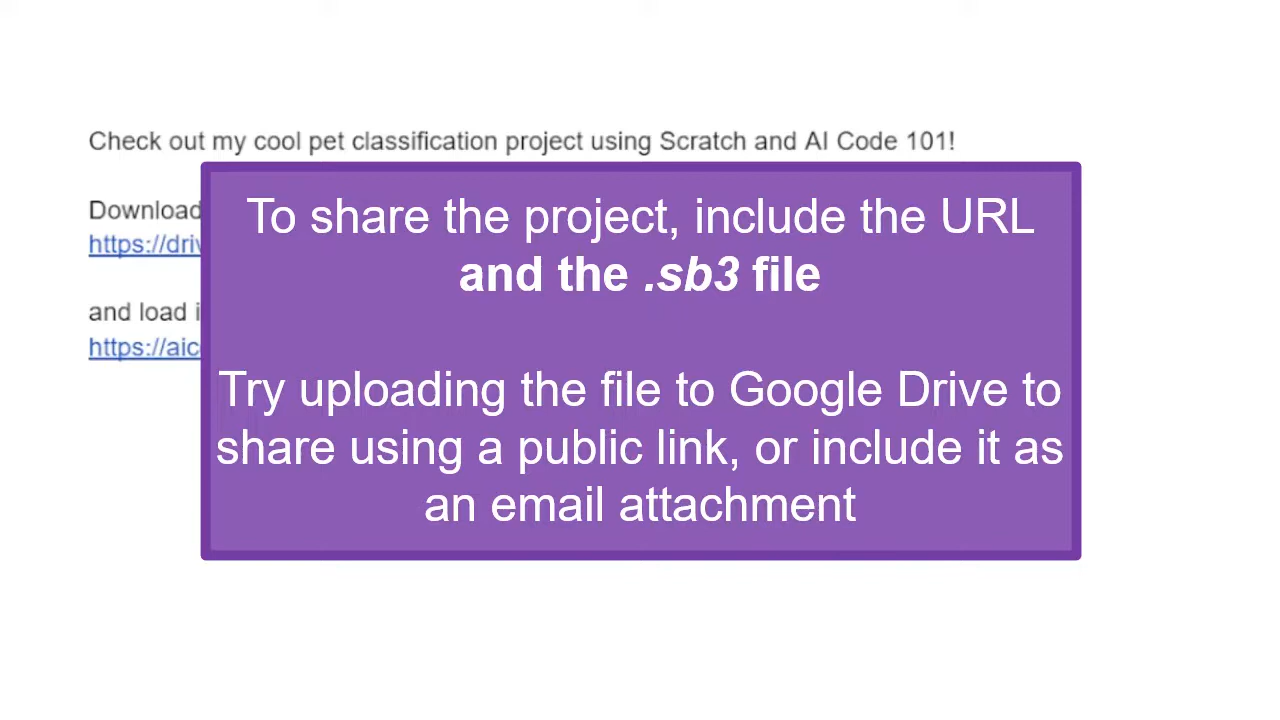 Check out my cool pet classification project using Scratch and AI Code 101!
Download
https://driv
and load i
https://aic
To share the project, include the URL
and the .sb3 file
Try uploading the file to Google Drive to
share using a public link, or include it as
an email attachment